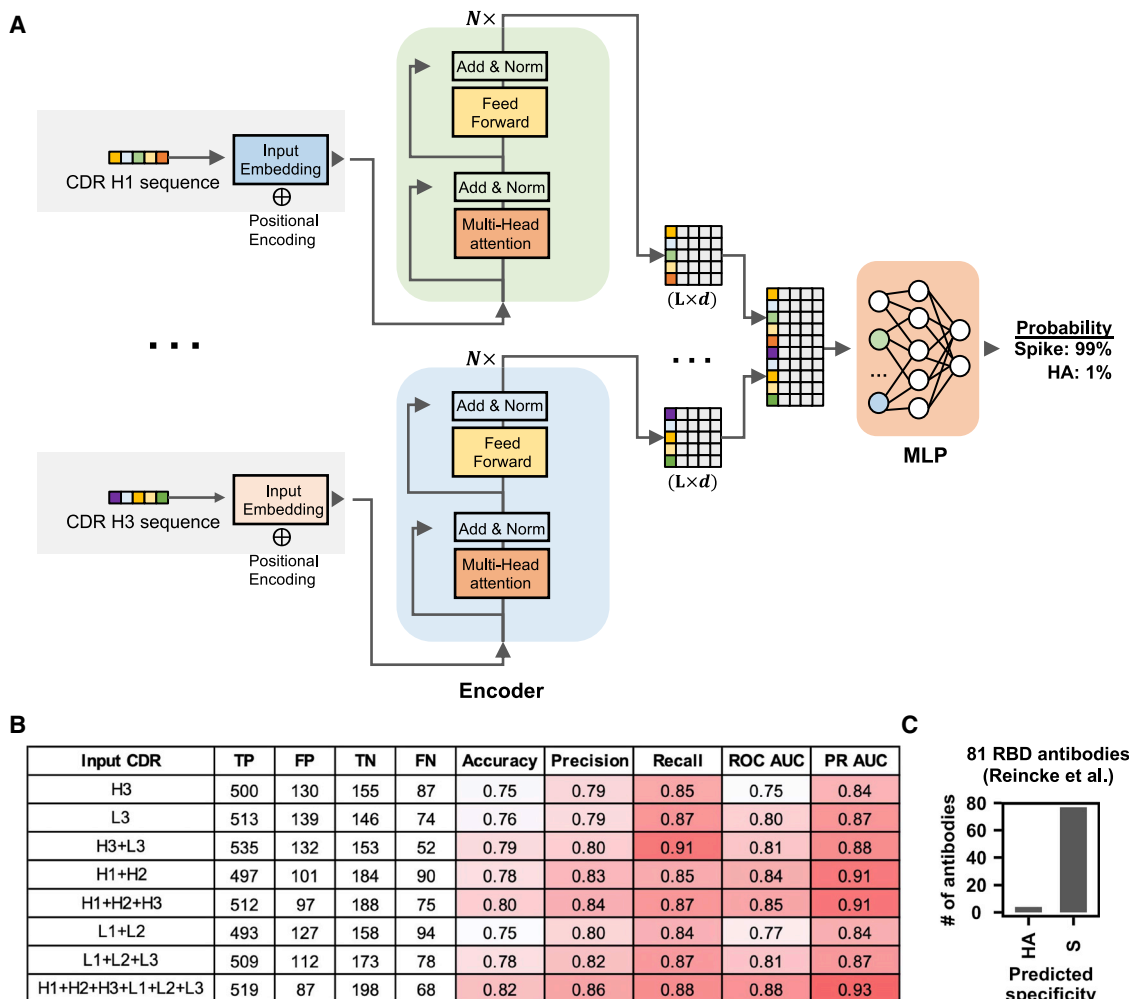 A
N×
Add & Norm
Feed
Forward
Add & Norm
Multi-Head
attention
CDR H1 sequence
Input
Embedding
⊕
Positional
Encoding
(L×d)
...
N×
Add & Norm
Feed
Forward
Add & Norm
Multi-Head
attention
CDR H3 sequence
Input
Embedding
⊕
Positional
Encoding
...
(L×d)
...
MLP
Probability
Spike: 99%
HA: 1%
Encoder
B
Input CDR TP FP TN FN Accuracy Precision Recall ROC AUC PR AUC
H3 500 130 155 87 0.75 0.79 0.85 0.75 0.84
L3 513 139 146 74 0.76 0.79 0.87 0.80 0.87
H3+L3 535 132 153 52 0.79 0.80 0.91 0.81 0.88
H1+H2 497 101 184 90 0.78 0.83 0.85 0.84 0.91
H1+H2+H3 512 97 188 75 0.80 0.84 0.87 0.85 0.91
L1+L2 493 127 158 94 0.75 0.80 0.84 0.77 0.84
L1+L2+L3 509 112 173 78 0.78 0.82 0.87 0.81 0.87
H1+H2+H3+L1+L2+L3 519 87 198 68 0.82 0.86 0.88 0.88 0.93
C
81 RBD antibodies
(Reincke et al.)
# of antibodies
80
60
40
20
0
HA
S
Predicted
specificity